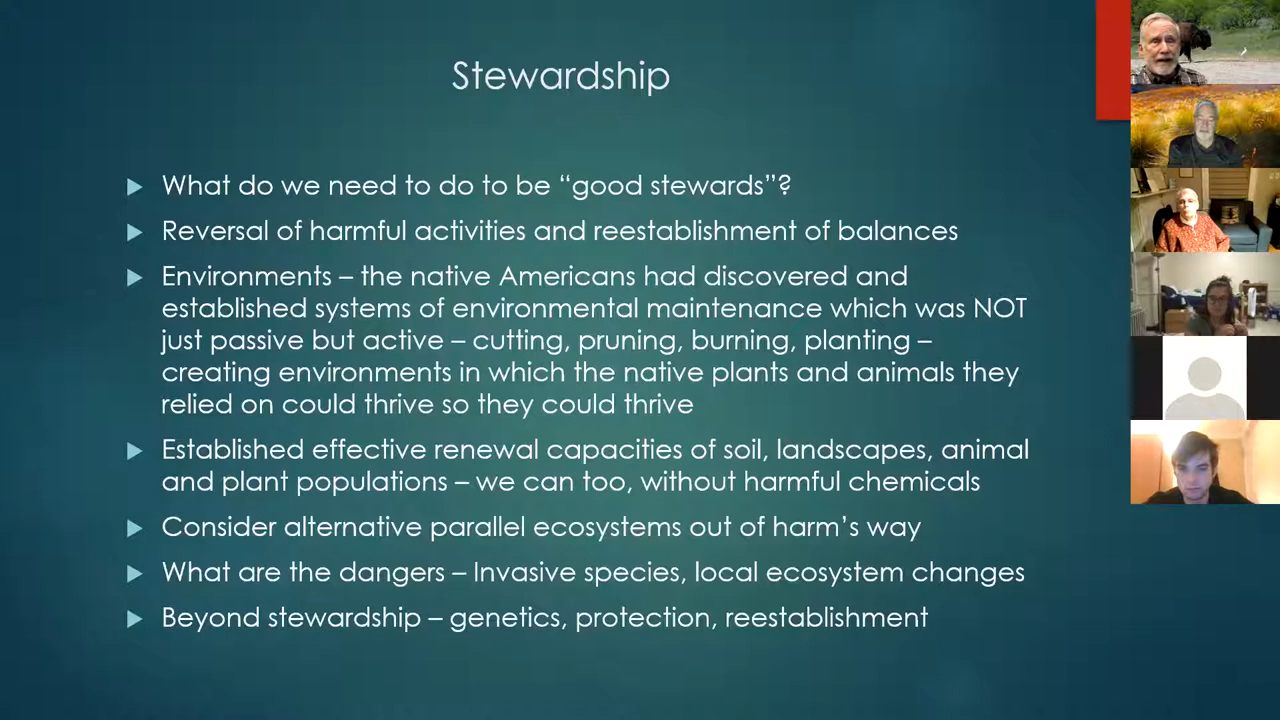 Stewardship
What do we need to do to be “good stewards”?
Reversal of harmful activities and reestablishment of balances
Environments – the native Americans had discovered and
established systems of environmental maintenance which was NOT
just passive but active – cutting, pruning, burning, planting –
creating environments in which the native plants and animals they
relied on could thrive so they could thrive
Established effective renewal capacities of soil, landscapes, animal
and plant populations – we can too, without harmful chemicals
Consider alternative parallel ecosystems out of harm’s way
What are the dangers – Invasive species, local ecosystem changes
Beyond stewardship – genetics, protection, reestablishment